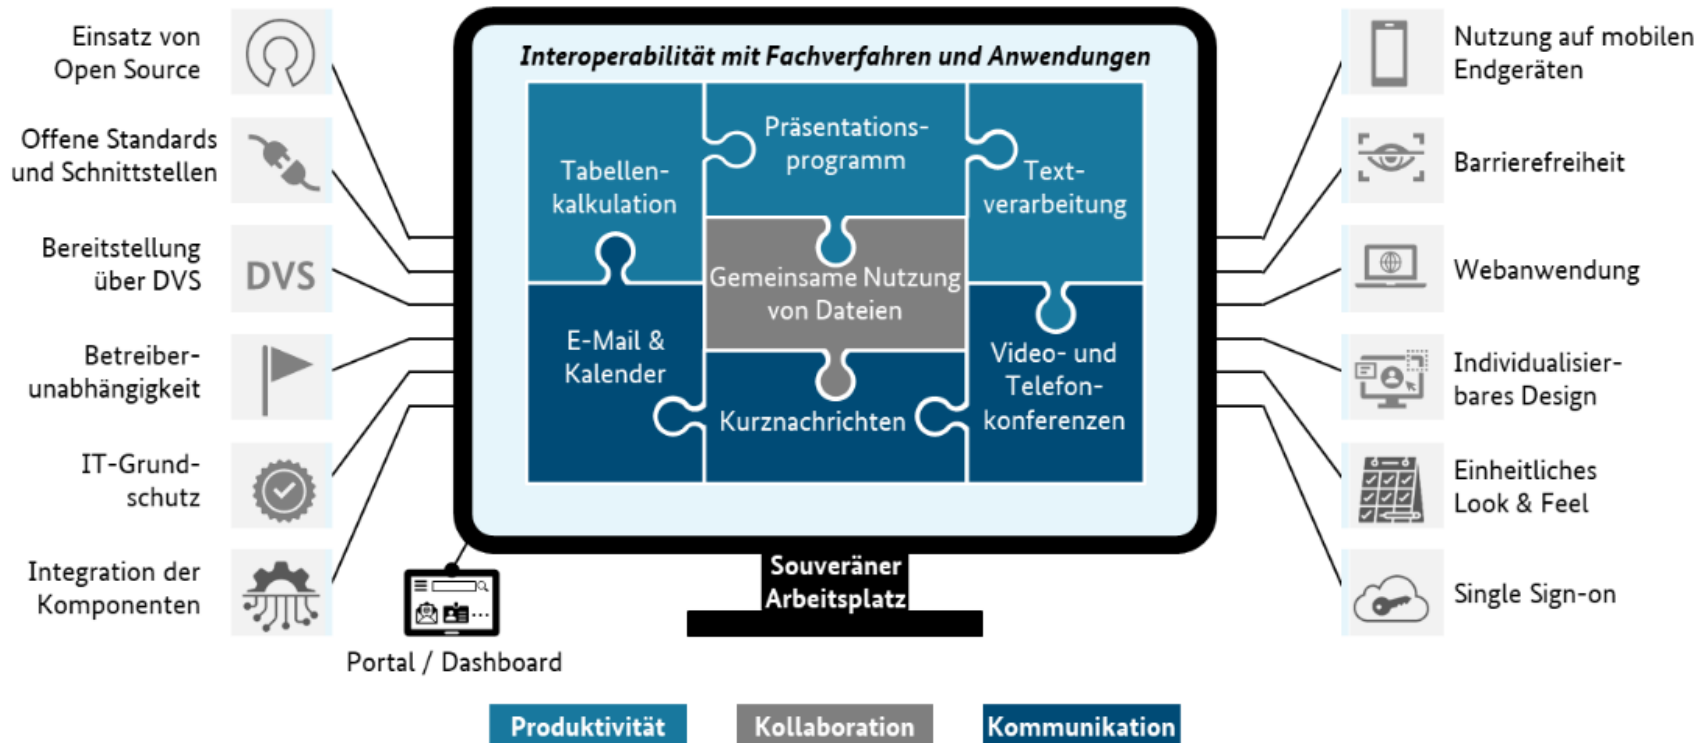 Einsatz von
Open Source
Offene Standards
und Schnittstellen
Bereitstellung
über DVS
DVS
Betreiber-
unabhängigkeit
IT-Grund-
schutz
Integration der
Komponenten
Interoperabilität mit Fachverfahren und Anwendungen
Tabellen-
kalkulation
Präsentations-
programm
Text-
verarbeitung
Gemeinsame Nutzung
von Dateien
E-Mail &
Kalender
Kurznachrichten
Video- und
Telefon-
konferenzen
Souveräner
Arbeitsplatz
Portal / Dashboard
Nutzung auf mobilen
Endgeräten
Barrierefreiheit
Webanwendung
Individualisier-
bares Design
Einheitliches
Look & Feel
Single Sign-on
Produktivität
Kollaboration
Kommunikation